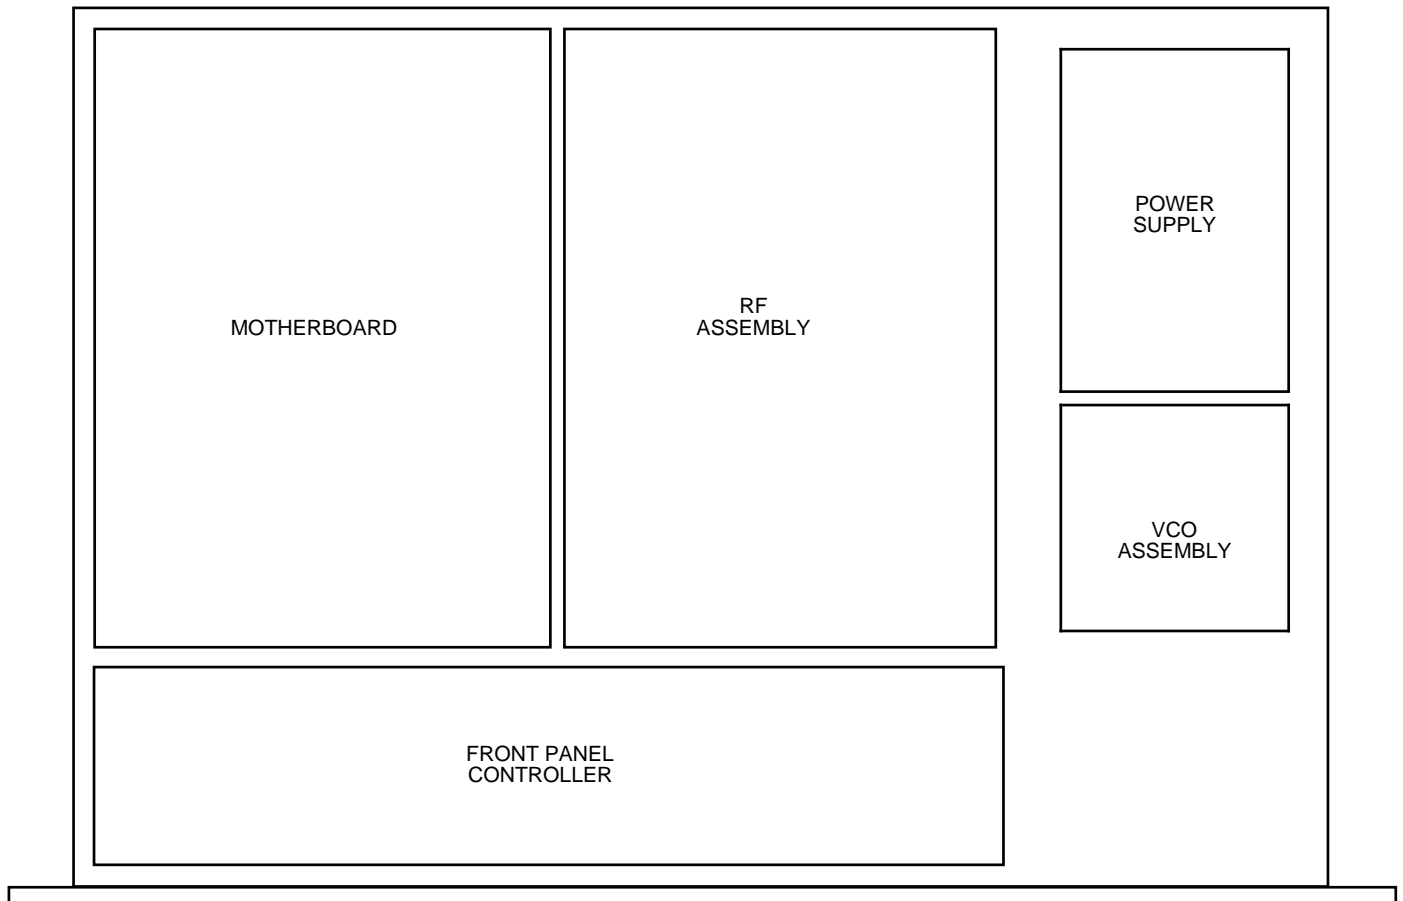 MOTHERBOARD
RF
ASSEMBLY
POWER
SUPPLY
VCO
ASSEMBLY
FRONT PANEL
CONTROLLER